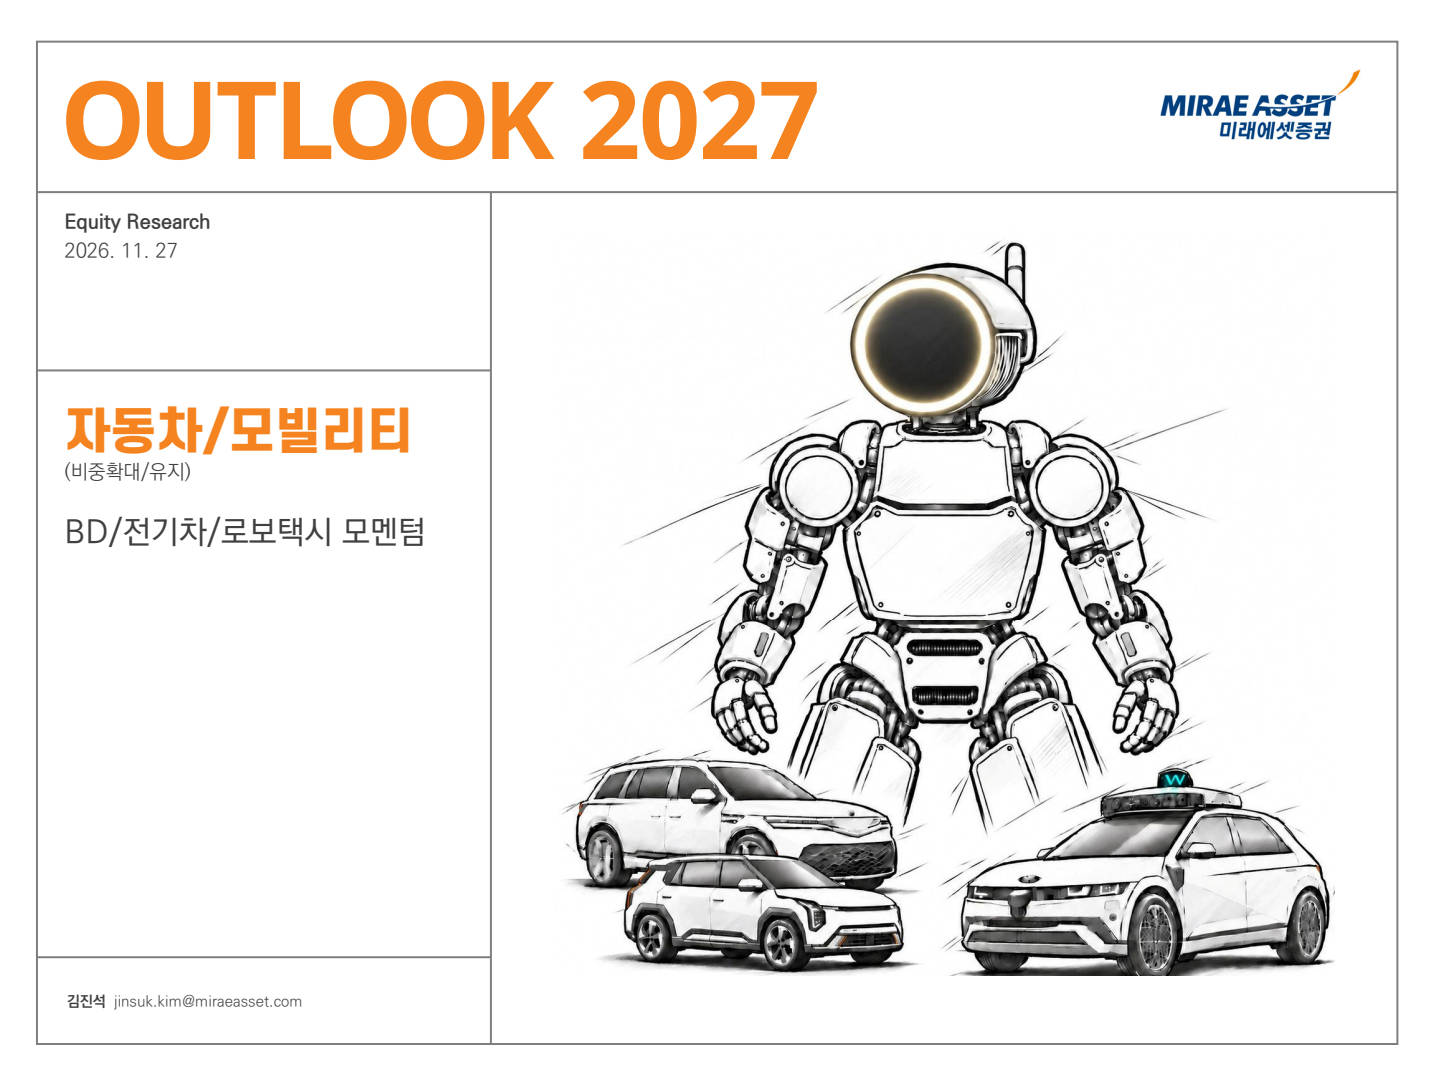 OUTLOOK 2027
MIRAE ASSET
미래에셋증권
Equity Research
2026. 11. 27
자동차/모빌리티
(비중확대/유지)
BD/전기차/로보택시 모멘텀
W
김진석 jinsuk.kim@miraeasset.com